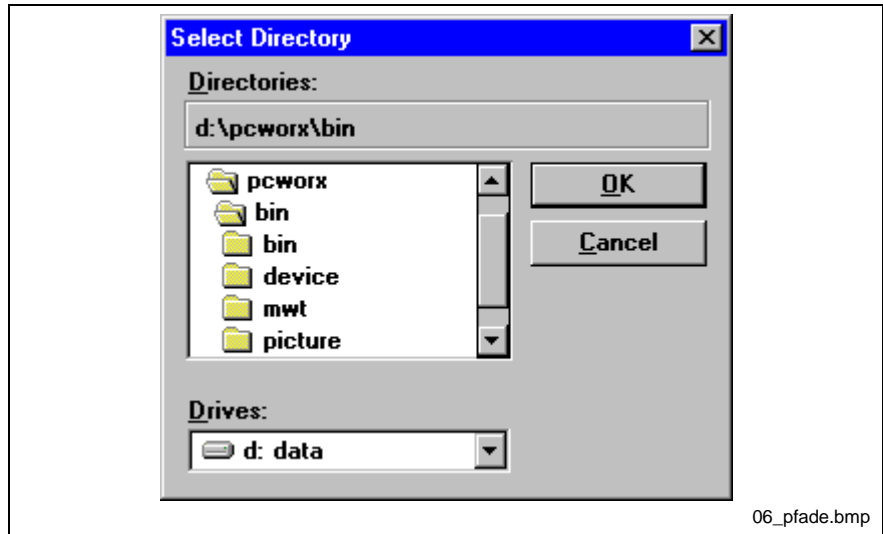 Select Directory
Directories:
d:\pcworx\bin
pcworx
bin
bin
device
mwt
picture
OK
Cancel
Drives:
d: data
06_pfade.bmp